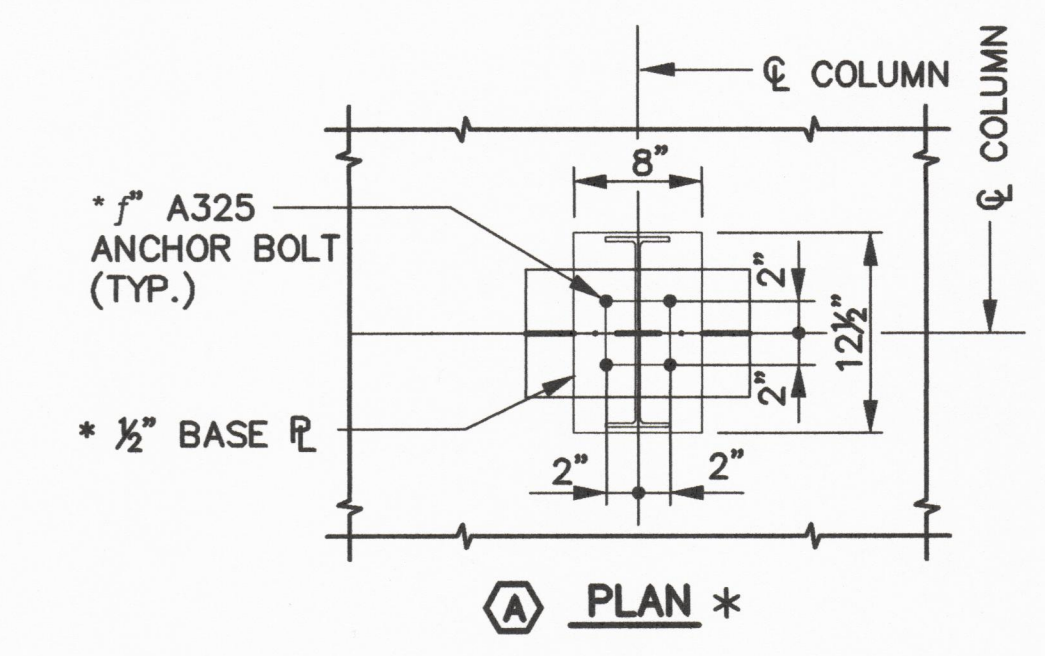 ℄ COLUMN
℄ COLUMN
8”
* f” A325
ANCHOR BOLT
(TYP.)
2”
12½”
2”
* ½” BASE ⅊
2”
2”
A PLAN *